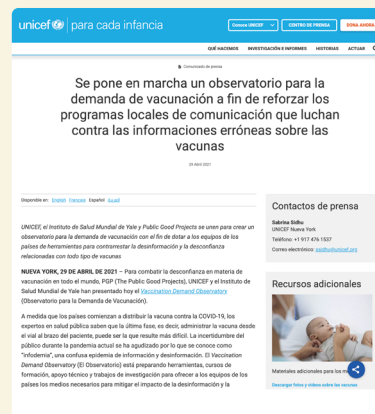 unicef para cada infancia
Conoce UNICEF
CENTRO DE PRENSA
DONA AHORA
QUÉ HACEMOS INVESTIGACIÓN E INFORMES HISTORIAS ACTUAR
Comunicado de prensa
Se pone en marcha un observatorio para la
demanda de vacunación a fin de reforzar los
programas locales de comunicación que luchan
contra las informaciones erróneas sobre las
vacunas
29 Abril 2021
Disponible en: English Français Español العربية
UNICEF, el Instituto de Salud Mundial de Yale y Public Good Projects se unen para crear un
observatorio para la demanda de vacunación con el fin de dotar a los equipos de los
países de herramientas para contrarrestar la desinformación y la desconfianza
relacionadas con todo tipo de vacunas
NUEVA YORK, 29 DE ABRIL DE 2021 – Para combatir la desconfianza en materia de
vacunación en todo el mundo, PGP (The Public Good Projects), UNICEF y el Instituto de
Salud Mundial de Yale han presentado hoy el Vaccination Demand Observatory
(Observatorio para la Demanda de Vacunación).
A medida que los países comienzan a distribuir la vacuna contra la COVID-19, los
expertos en salud pública saben que la última fase, es decir, administrar la vacuna desde
el vial al brazo del paciente, puede ser la que resulte más difícil. La incertidumbre del
público durante la pandemia actual se ha agudizado por lo que se conoce como
"infodemia", una confusa epidemia de información y desinformación. El Vaccination
Demand Observatory (El Observatorio) está preparando herramientas, cursos de
formación, apoyo técnico y trabajos de investigación para ofrecer a los equipos de los
países los medios necesarios para mitigar el impacto de la desinformación y la
Contactos de prensa
Sabrina Sidhu
UNICEF Nueva York
Teléfono: +1 917 476 1537
Correo electrónico: ssidhu@unicef.org
Recursos adicionales
Materiales adicionales para los
Descargar fotos y vídeos sobre las vacunas